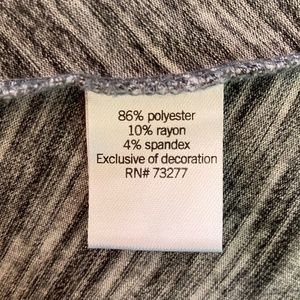 86% polyester
10% rayon
4% spandex
Exclusive of decoration
RN# 73277